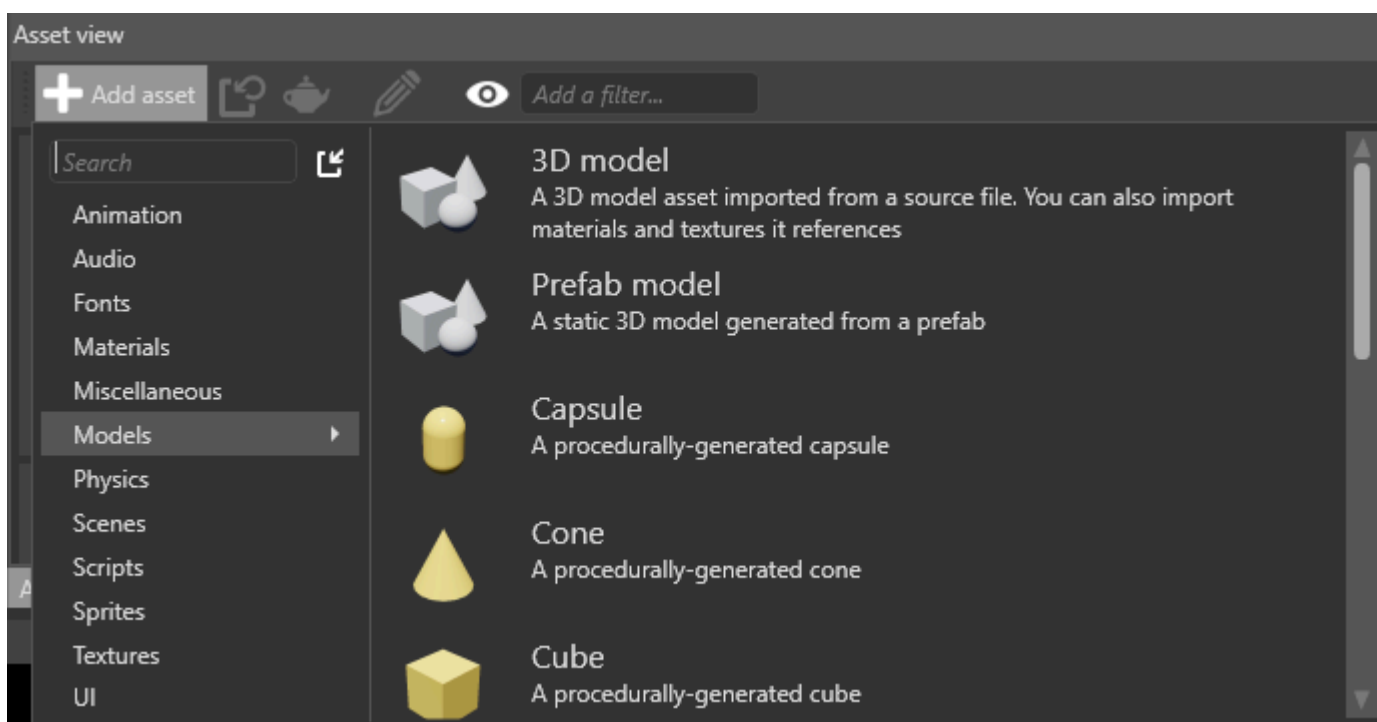 Asset view
Add asset
Add a filter...
Search
Animation
Audio
Fonts
Materials
Miscellaneous
Models
Physics
Scenes
Scripts
Sprites
Textures
UI
3D model
A 3D model asset imported from a source file. You can also import
materials and textures it references
Prefab model
A static 3D model generated from a prefab
Capsule
A procedurally-generated capsule
Cone
A procedurally-generated cone
Cube
A procedurally-generated cube